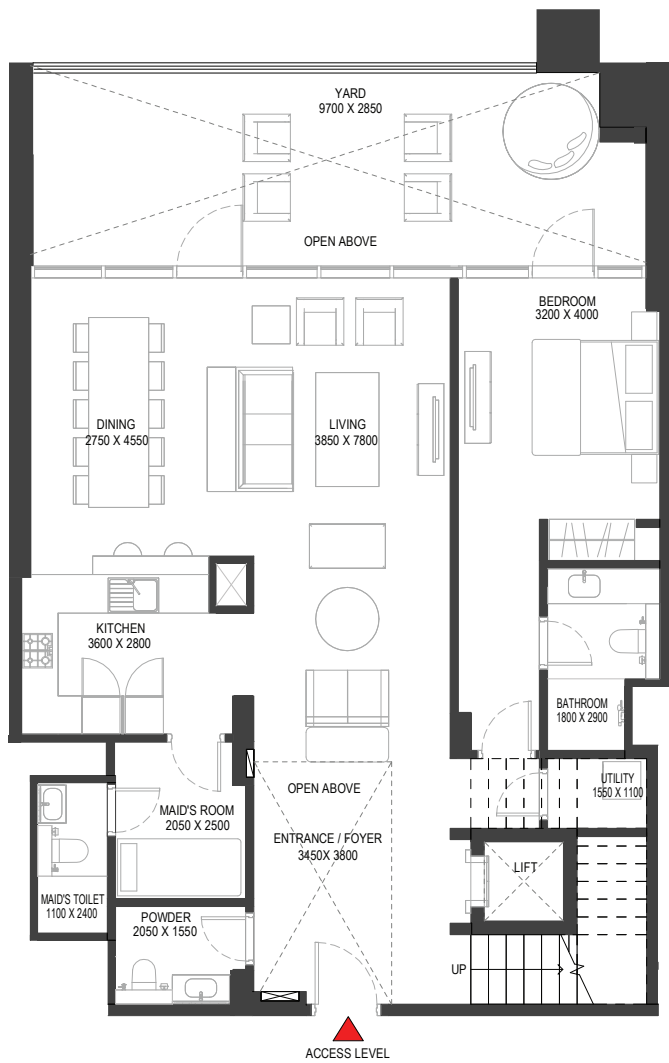 YARD
9700 X 2850
OPEN ABOVE
BEDROOM
3200 X 4000
DINING
2750 X 4550
LIVING
3850 X 7800
KITCHEN
3600 X 2800
BATHROOM
1800 X 2900
UTILITY
1550 X 1100
OPEN ABOVE
MAID'S ROOM
2050 X 2500
ENTRANCE / FOYER
3450X 3800
LIFT
MAID'S TOILET
1100 X 2400
POWDER
2050 X 1550
UP
ACCESS LEVEL